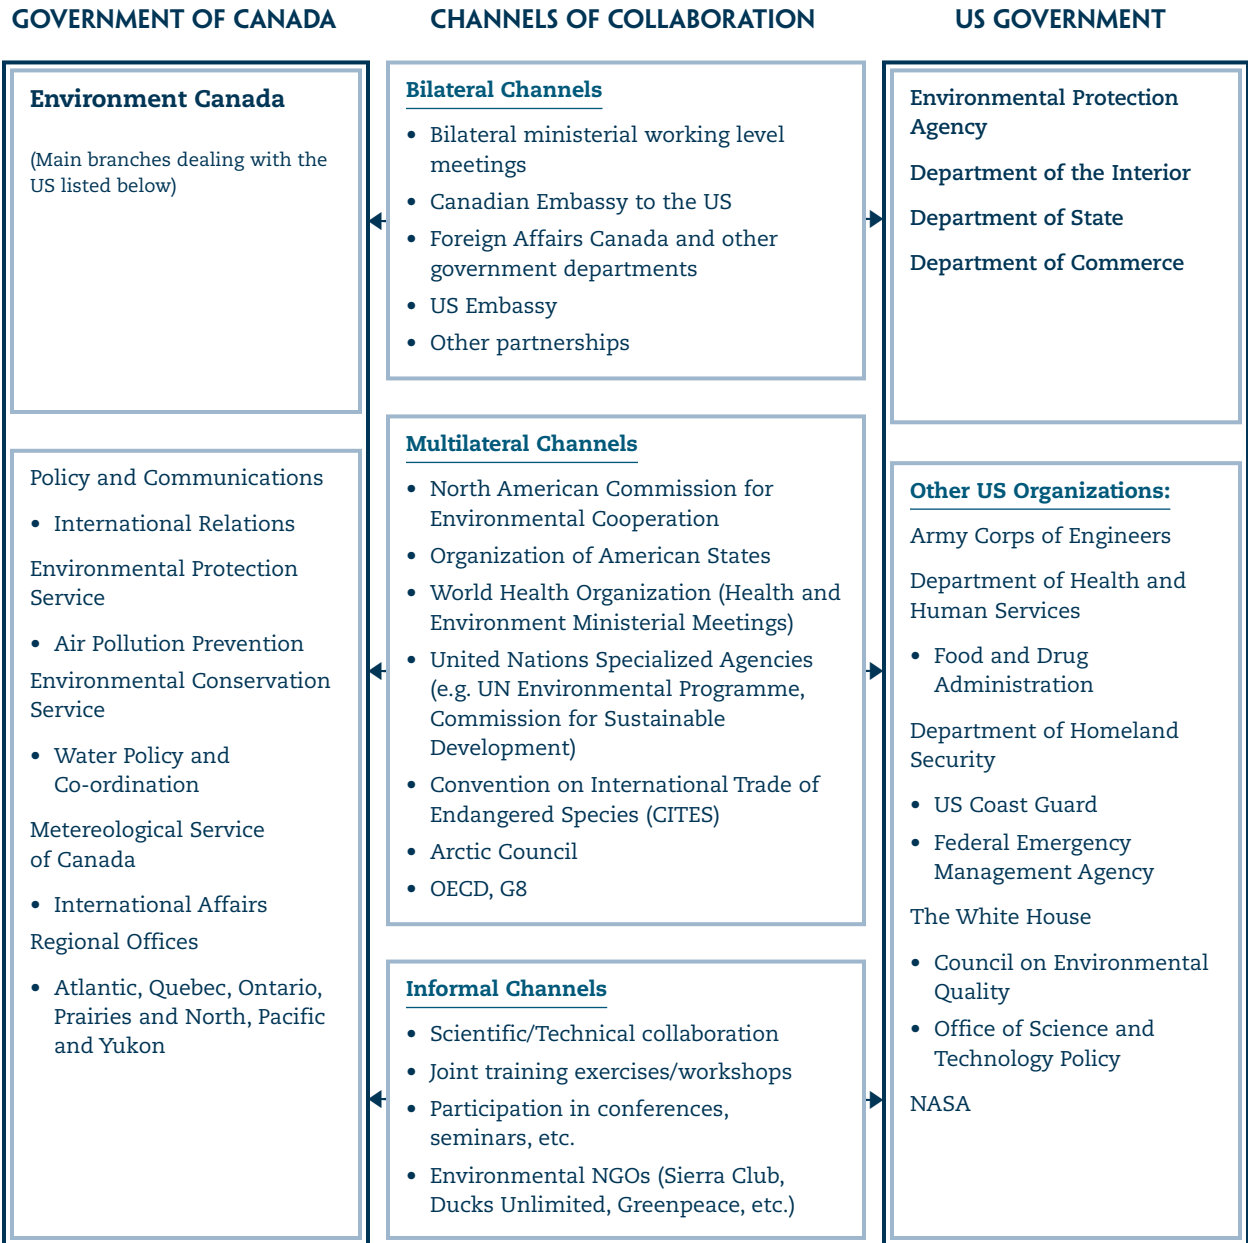 GOVERNMENT OF CANADA
CHANNELS OF COLLABORATION
US GOVERNMENT
Environment Canada
(Main branches dealing with the
US listed below)
Policy and Communications
• International Relations
Environmental Protection
Service
• Air Pollution Prevention
Environmental Conservation
Service
• Water Policy and
Co-ordination
Metereological Service
of Canada
• International Affairs
Regional Offices
• Atlantic, Quebec, Ontario,
Prairies and North, Pacific
and Yukon
Bilateral Channels
• Bilateral ministerial working level
meetings
• Canadian Embassy to the US
• Foreign Affairs Canada and other
government departments
• US Embassy
• Other partnerships
Multilateral Channels
• North American Commission for
Environmental Cooperation
• Organization of American States
• World Health Organization (Health and
Environment Ministerial Meetings)
• United Nations Specialized Agencies
(e.g. UN Environmental Programme,
Commission for Sustainable
Development)
• Convention on International Trade of
Endangered Species (CITES)
• Arctic Council
• OECD, G8
Informal Channels
• Scientific/Technical collaboration
• Joint training exercises/workshops
• Participation in conferences,
seminars, etc.
• Environmental NGOs (Sierra Club,
Ducks Unlimited, Greenpeace, etc.)
Environmental Protection
Agency
Department of the Interior
Department of State
Department of Commerce
Other US Organizations:
Army Corps of Engineers
Department of Health and
Human Services
• Food and Drug
Administration
Department of Homeland
Security
• US Coast Guard
• Federal Emergency
Management Agency
The White House
• Council on Environmental
Quality
• Office of Science and
Technology Policy
NASA